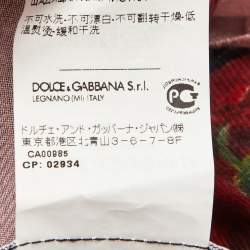 不可水洗·不可漂白·不可翻转干燥·低
温熨烫·缓和干洗
DOLCE&GABBANA S.r.l.
LEGNANO (MI) ITALY
ドルチェ・アンド・ガッバーナ・ジャパン(株)
東京都港区北青山3-6-7-8F
CA00985
CP: 02934